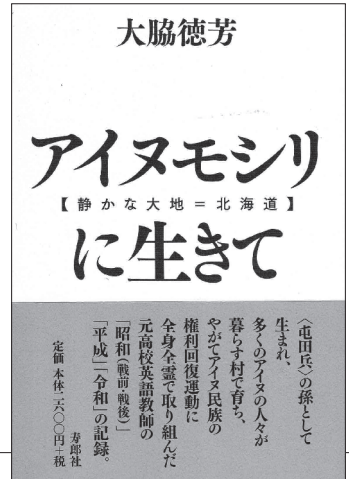 大脇徳芳
アイヌモシリ
【静かな大地＝北海道】
に生きて
〈屯田兵〉の孫として
生まれ、
多くのアイヌの人々が
暮らす村で育ち、
やがてアイヌ民族の
権利回復運動に
全身全霊で取り組んだ
元高校英語教師の
「昭和（戦前・戦後）」
「平成」「令和」の記録。
寿郎社
定価 本体二六〇〇円＋税